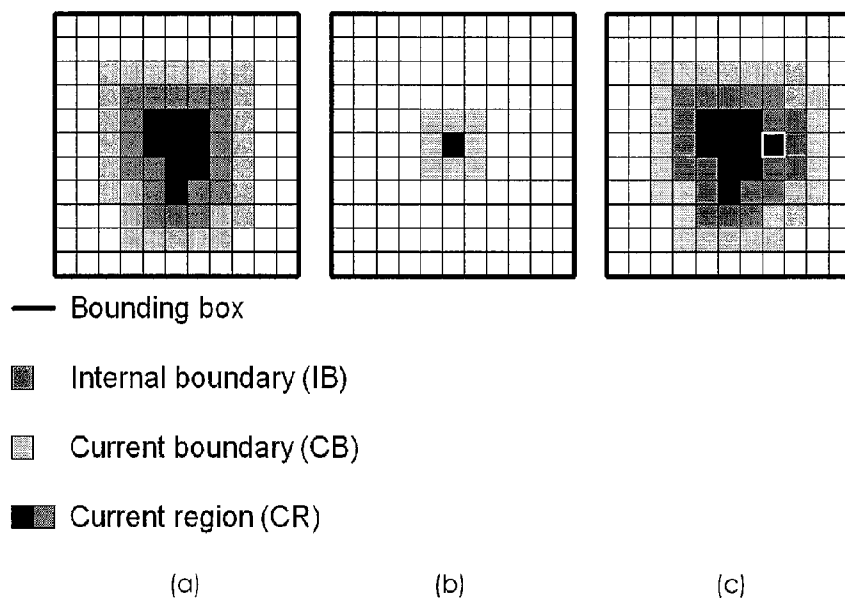 Bounding box
Internal boundary (IB)
Current boundary (CB)
Current region (CR)
(a)
(b)
(c)